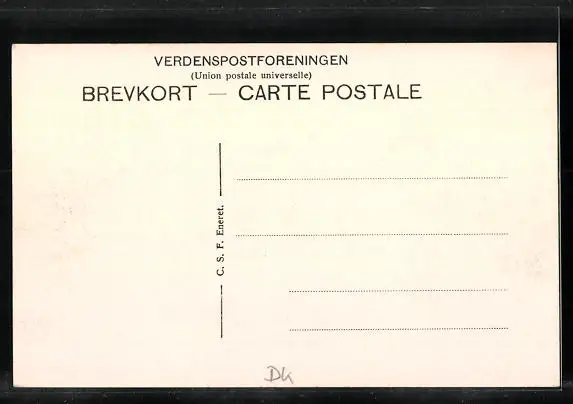 VERDENSPOSTFORENINGEN
(Union postale universelle)
BREVKORT — CARTE POSTALE
C. S. F. Eneret.
DK